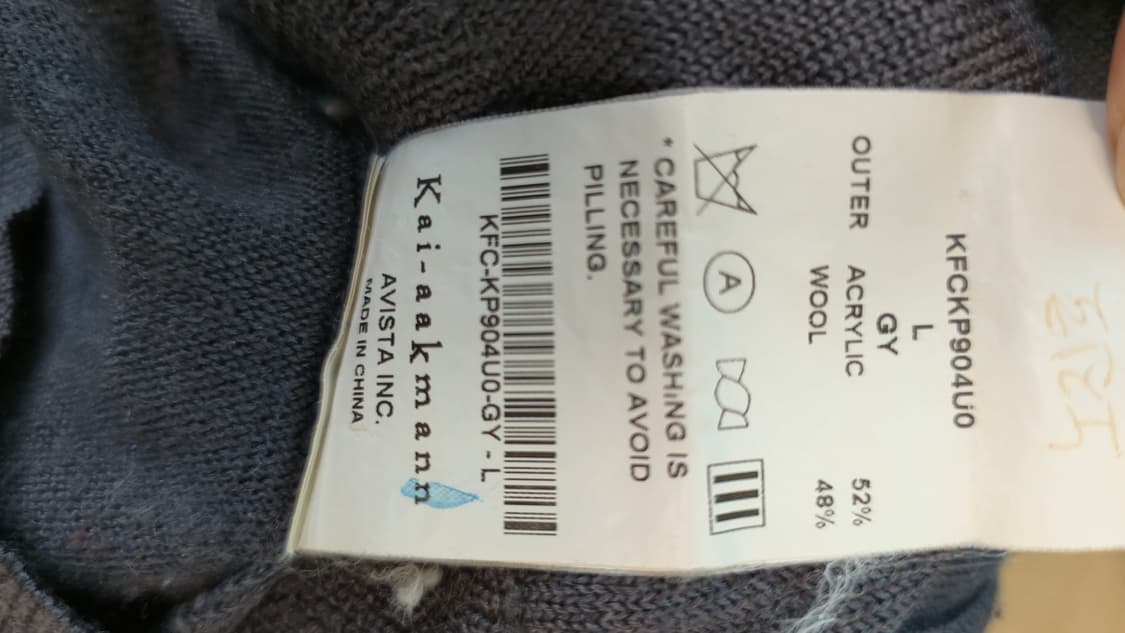 KFCKP904U0
L
GY
OUTER ACRYLIC 52%
WOOL 48%
A
* CAREFUL WASHING IS
NECESSARY TO AVOID
PILLING.
KFC-KP904U0-GY - L
Kai-aakmann
AVISTA INC.
MADE IN CHINA